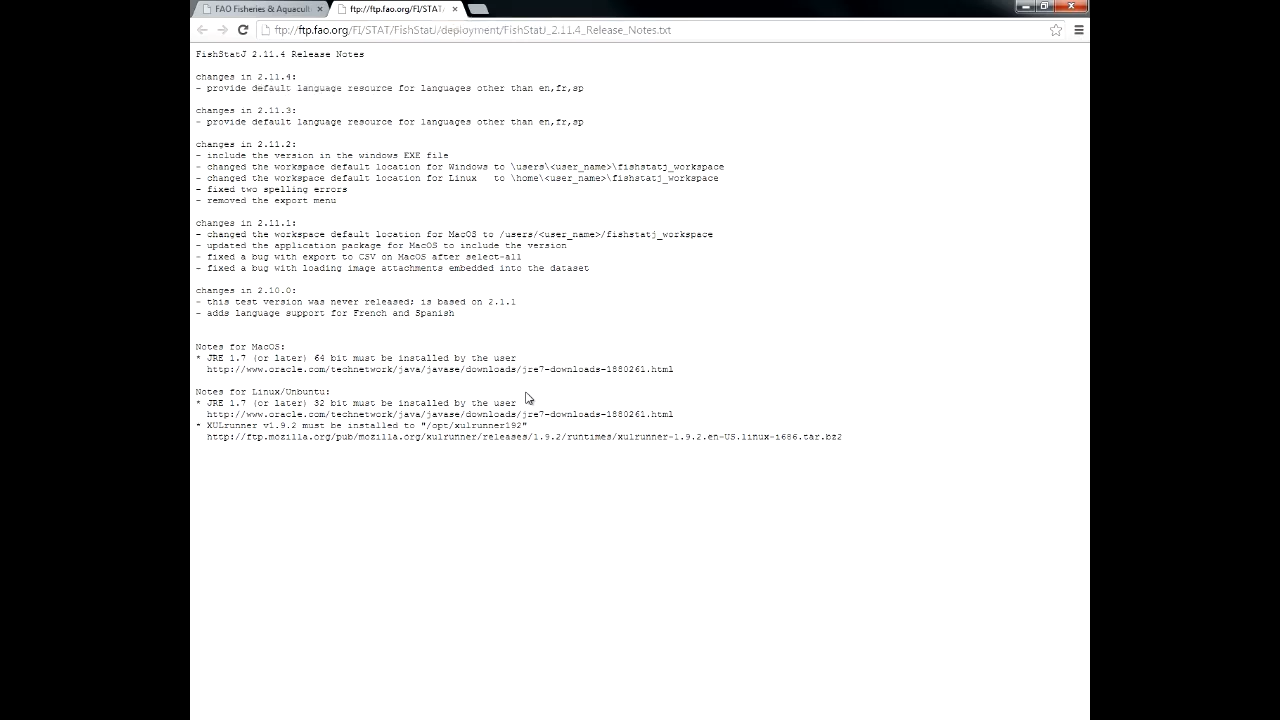 FAO Fisheries & Aquacult
ftp://ftp.fao.org/FI/STAT/
ftp://ftp.fao.org/FI/STAT/FishStatJ/deployment/FishStatJ_2.11.4_Release_Notes.txt
FishStatJ 2.11.4 Release Notes
changes in 2.11.4:
- provide default language resource for languages other than en,fr,sp
changes in 2.11.3:
- provide default language resource for languages other than en,fr,sp
changes in 2.11.2:
- include the version in the windows EXE file
- changed the workspace default location for Windows to \users\<user_name>\fishstatj_workspace
- changed the workspace default location for Linux   to \home\<user_name>\fishstatj_workspace
- fixed two spelling errors
- removed the export menu
changes in 2.11.1:
- changed the workspace default location for MacOS to /users/<user_name>/fishstatj_workspace
- updated the application package for MacOS to include the version
- fixed a bug with export to CSV on MacOS after select-all
- fixed a bug with loading image attachments embedded into the dataset
changes in 2.10.0:
- this test version was never released; is based on 2.1.1
- adds language support for French and Spanish
Notes for MacOS:
* JRE 1.7 (or later) 64 bit must be installed by the user
http://www.oracle.com/technetwork/java/javase/downloads/jre7-downloads-1880261.html
Notes for Linux/Unbuntu:
* JRE 1.7 (or later) 32 bit must be installed by the user
http://www.oracle.com/technetwork/java/javase/downloads/jre7-downloads-1880261.html
* XULrunner v1.9.2 must be installed to "/opt/xulrunner192"
http://ftp.mozilla.org/pub/mozilla.org/xulrunner/releases/1.9.2/runtimes/xulrunner-1.9.2.en-US.linux-i686.tar.bz2